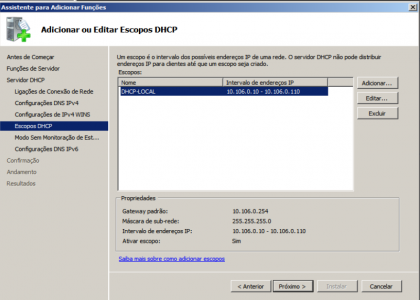 Assistente para Adicionar Funções
Adicionar ou Editar Escopos DHCP
Antes de Começar
Funções de Servidor
Servidor DHCP
Ligações de Conexão de Rede
Configurações DNS IPv4
Configurações de IPv4 WINS
Escopos DHCP
Modo Sem Monitoração de Est...
Configurações DNS IPv6
Confirmação
Andamento
Resultados
Um escopo é o intervalo dos possíveis endereços IP de uma rede. O servidor DHCP não pode distribuir
endereços IP para clientes até que um escopo seja criado.
Escopos:
Nome Intervalo de endereços IP
DHCP-LOCAL 10.106.0.10 - 10.106.0.110
Adicionar...
Editar...
Excluir
Propriedades
Gateway padrão: 10.106.0.254
Máscara de sub-rede: 255.255.255.0
Intervalo de endereços IP: 10.106.0.10 - 10.106.0.110
Ativar escopo: Sim
Saiba mais sobre como adicionar escopos
< Anterior Próximo > Instalar Cancelar